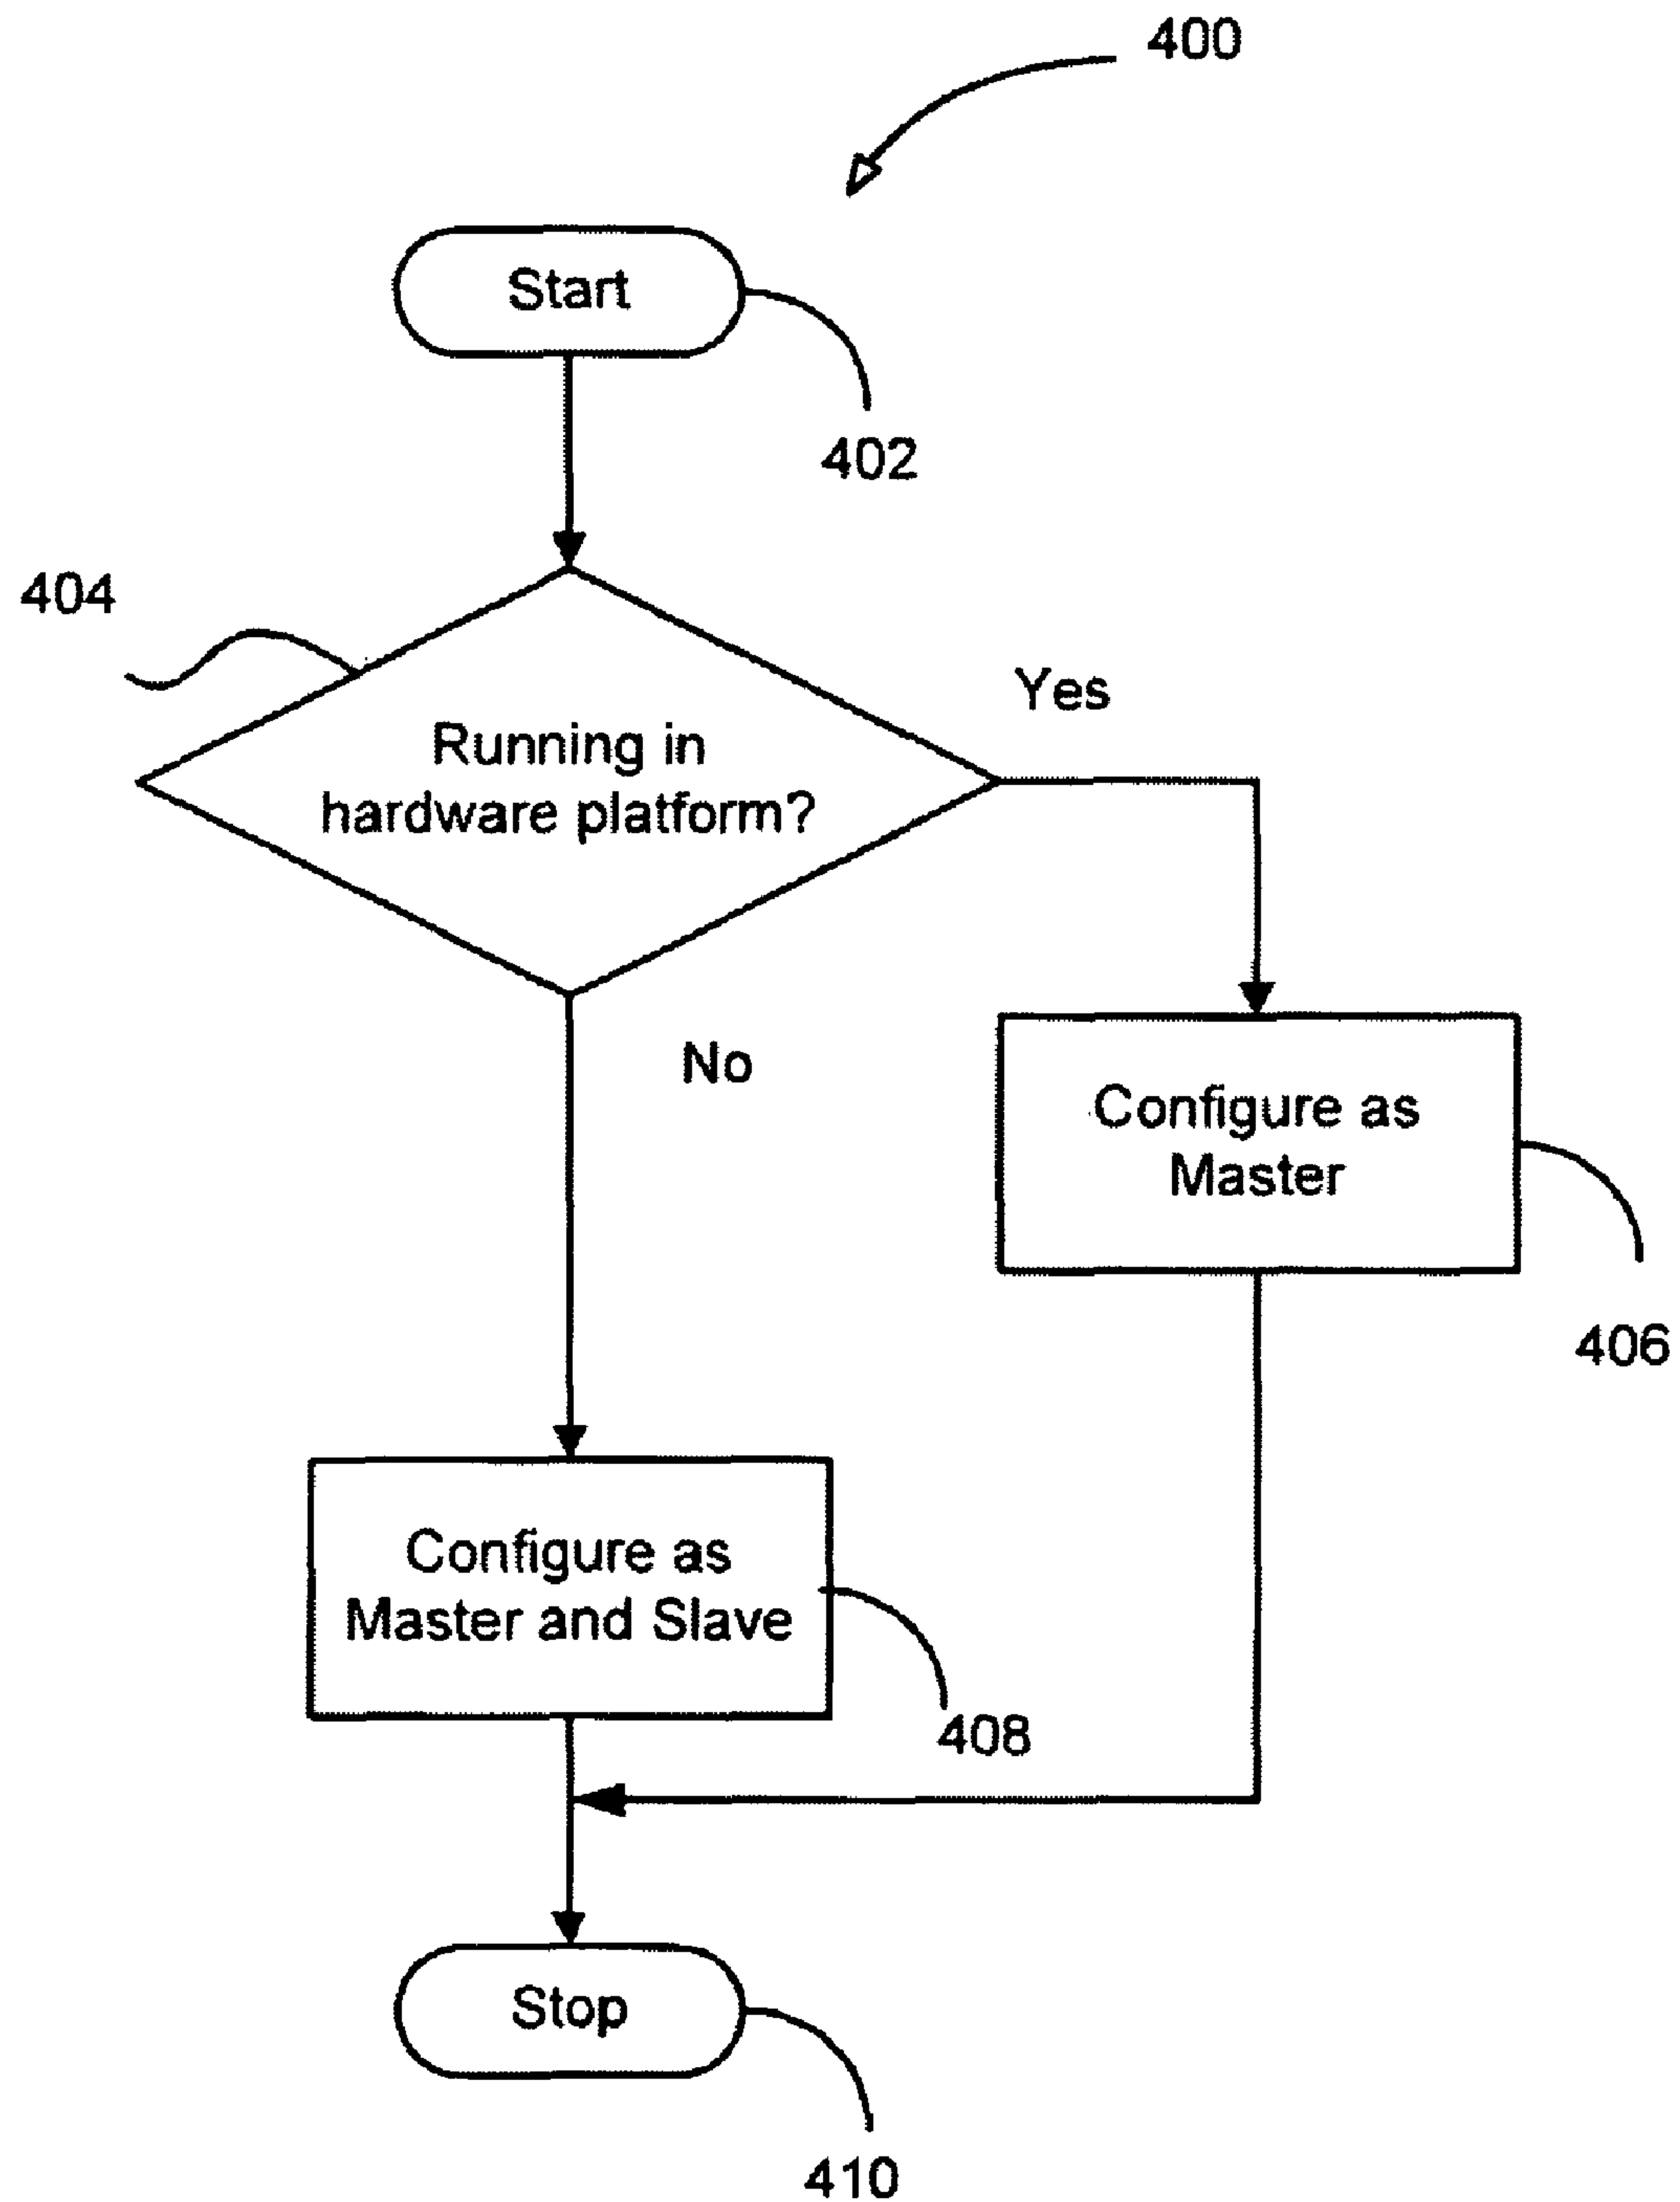 400
Start
402
404
Running in
hardware platform?
Yes
No
Configure as
Master
406
Configure as
Master and Slave
408
Stop
410